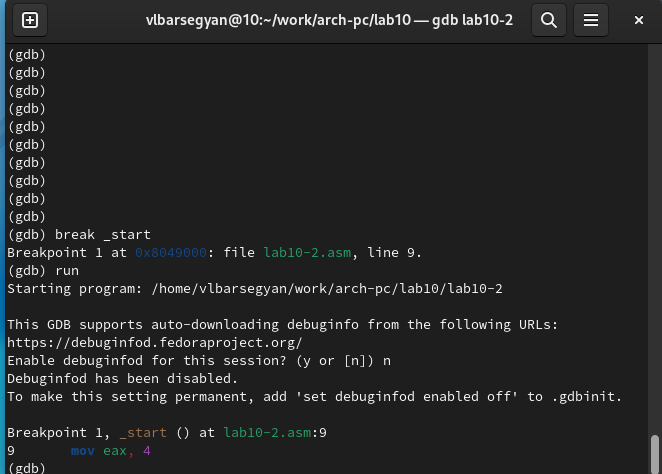 vlbarsegyan@10:~/work/arch-pc/lab10 — gdb lab10-2
(gdb)
(gdb)
(gdb)
(gdb)
(gdb)
(gdb)
(gdb)
(gdb)
(gdb)
(gdb)
(gdb) break _start
Breakpoint 1 at 0x8049000: file lab10-2.asm, line 9.
(gdb) run
Starting program: /home/vlbarsegyan/work/arch-pc/lab10/lab10-2

This GDB supports auto-downloading debuginfo from the following URLs:
https://debuginfod.fedoraproject.org/
Enable debuginfod for this session? (y or [n]) n
Debuginfod has been disabled.
To make this setting permanent, add 'set debuginfod enabled off' to .gdbinit.

Breakpoint 1, _start () at lab10-2.asm:9
9       mov eax, 4
(gdb)